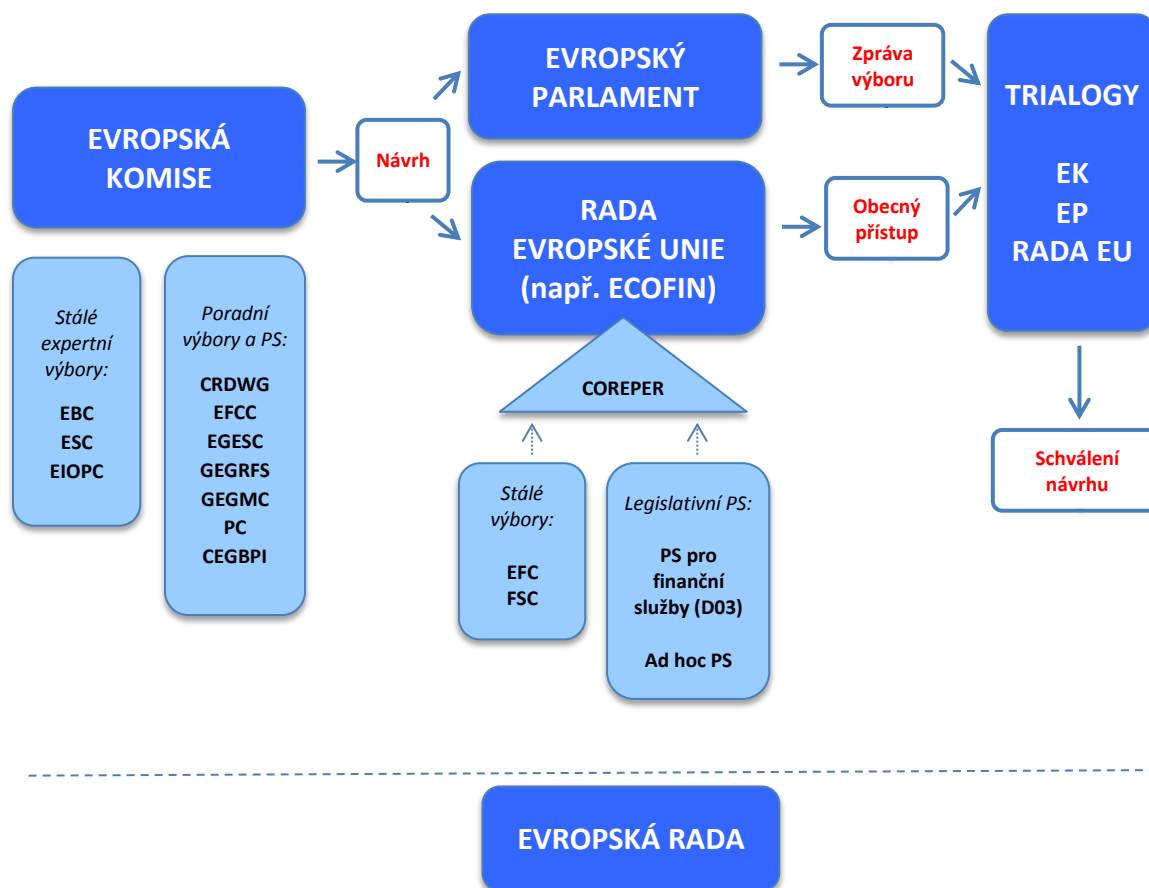 EVROPSKÁ
KOMISE
Návrh
EVROPSKÝ
PARLAMENT
RADA
EVROPSKÉ UNIE
(např. ECOFIN)
Zpráva
výboru
Obecný
přístup
TRIALOGY
EK
EP
RADA EU
Schválení
návrhu
Stálé
expertní
výbory:
EBC
ESC
EIOPC
Poradní
výbory a PS:
CRDWG
EFCC
EGESC
GEGRFS
GEGMC
PC
CEGBPI
COREPER
Stálé
výbory:
EFC
FSC
Legislativní PS:
PS pro
finanční
služby (D03)
Ad hoc PS
EVROPSKÁ RADA